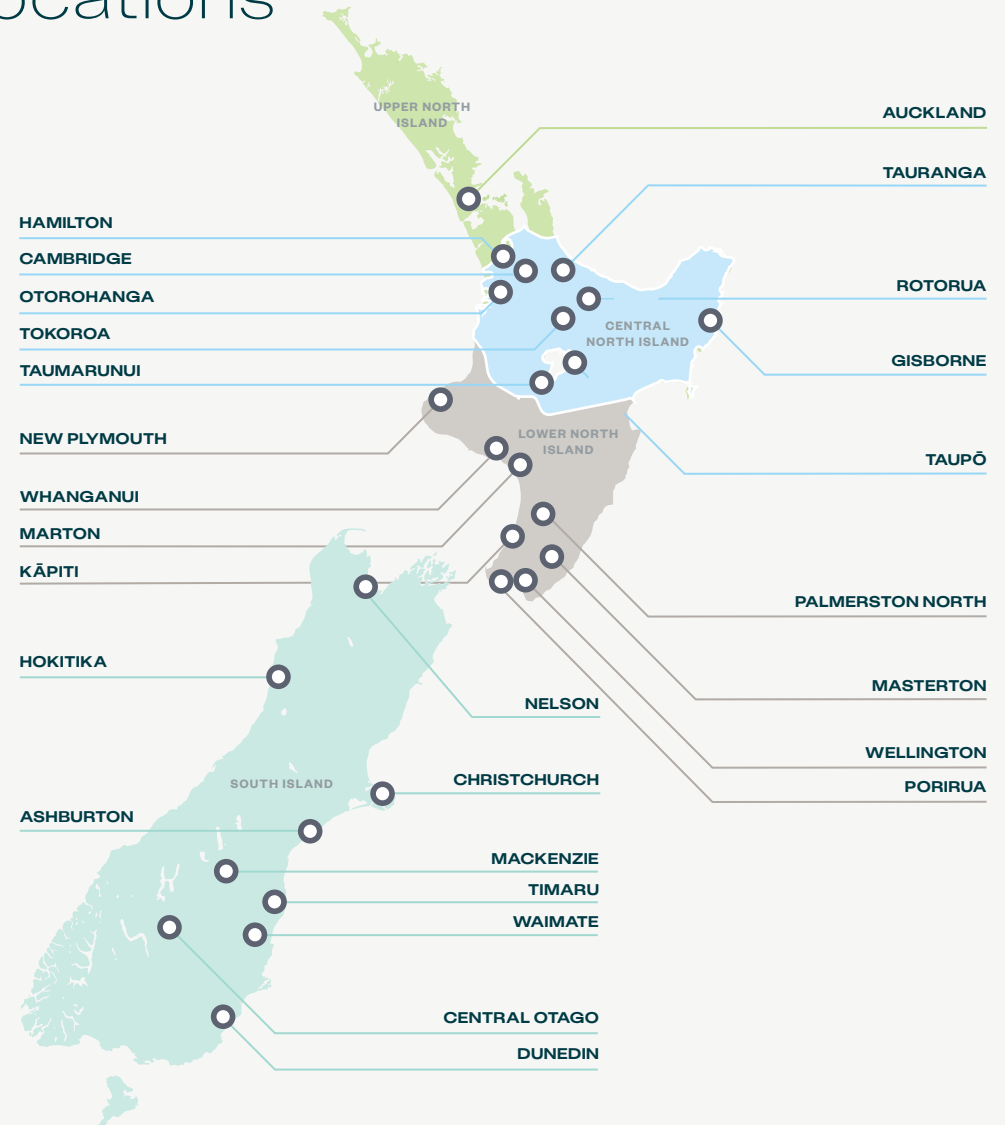 UPPER NORTH
ISLAND
AUCKLAND
TAURANGA
HAMILTON
CAMBRIDGE
OTOROHANGA
TOKOROA
TAUMARUNUI
ROTORUA
CENTRAL
NORTH ISLAND
GISBORNE
NEW PLYMOUTH
LOWER NORTH
ISLAND
TAUPŌ
WHANGANUI
MARTON
KĀPITI
PALMERSTON NORTH
HOKITIKA
MASTERTON
NELSON
WELLINGTON
PORIRUA
SOUTH ISLAND
CHRISTCHURCH
ASHBURTON
MACKENZIE
TIMARU
WAIMATE
CENTRAL OTAGO
DUNEDIN